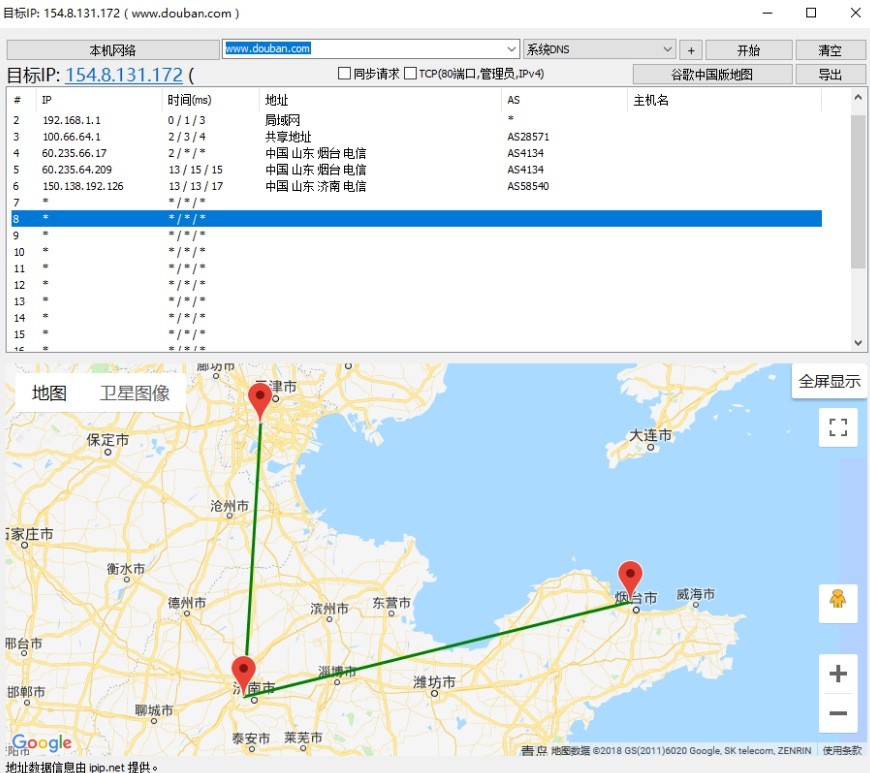 目标IP: 154.8.131.172 ( www.douban.com )
本机网络 www.douban.com 系统DNS + 开始 清空
目标IP: 154.8.131.172 ( 同步请求 TCP(80端口,管理员,IPv4) 谷歌中国版地图 导出
# IP 时间(ms) 地址 AS 主机名
2 192.168.1.1 0 / 1 / 3 局域网 *
3 100.66.64.1 2 / 3 / 4 共享地址 AS28571
4 60.235.66.17 2 / * / * 中国 山东 烟台 电信 AS4134
5 60.235.64.209 13 / 15 / 15 中国 山东 烟台 电信 AS4134
6 150.138.192.126 13 / 13 / 17 中国 山东 济南 电信 AS58540
7 * * / * / *
8 * * / * / *
9 * * / * / *
10 * * / * / *
11 * * / * / *
12 * * / * / *
13 * * / * / *
14 * * / * / *
15 * * / * / *
16 * * / * / *
廊坊市
地图 卫星图像 津市 全屏显示
保定市 大连市
沧州市
石家庄市
衡水市
烟台市 威海市
德州市 滨州市 东营市
邢台市
淄博市
邯郸市 济南市 潍坊市
聊城市
泰安市 莱芜市
Google 青岛 地图数据 ©2018 GS(2011)6020 Google, SK telecom, ZENRIN 使用条款
地址数据信息由 ipip.net 提供。